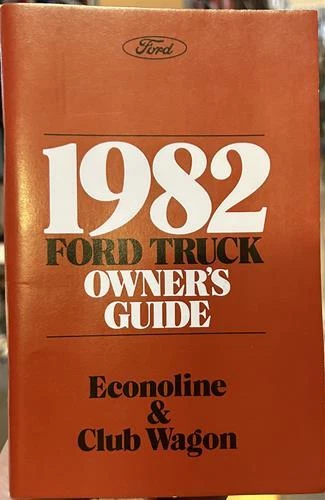 Ford
1982
FORD TRUCK
OWNER'S
GUIDE
Econoline
&
Club Wagon